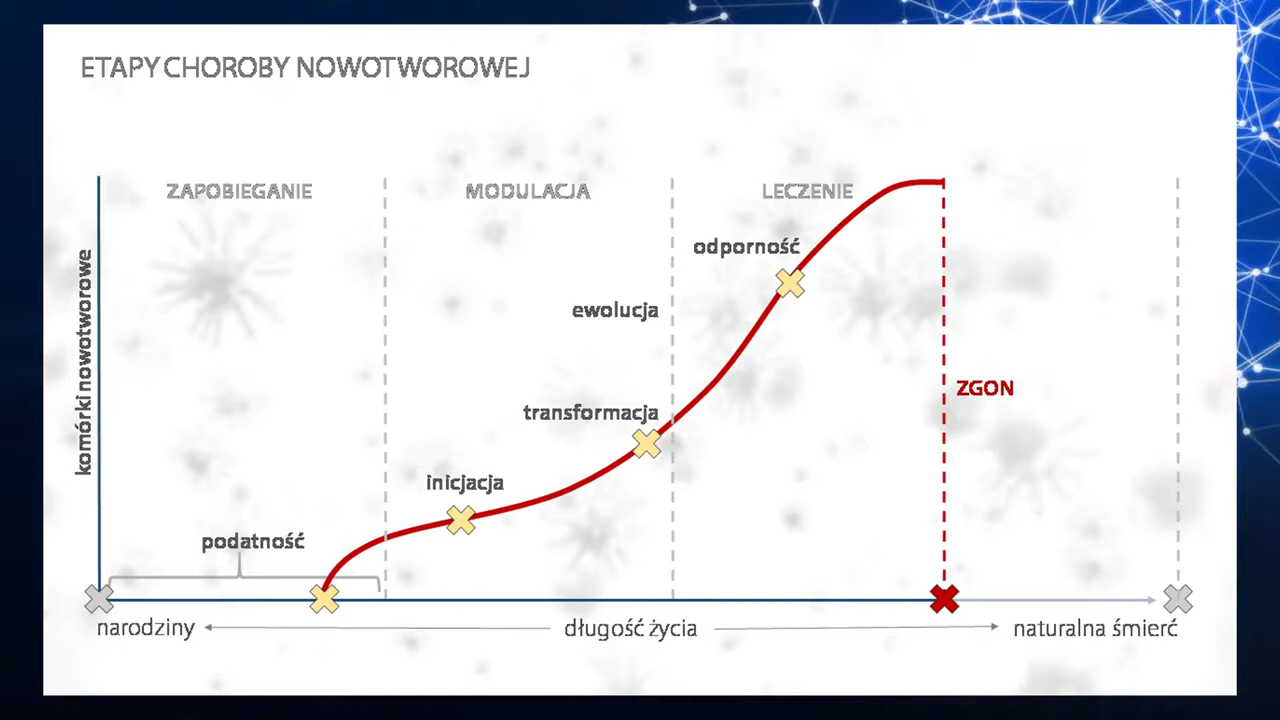 ETAPY CHOROBY NOWOTWOROWEJ
ZAPOBIEGANIE
MODULACJA
LECZENIE
odporność
ewolucja
komórki nowotworowe
ZGON
transformacja
inicjacja
podatność
narodziny
długość życia
naturalna śmierć